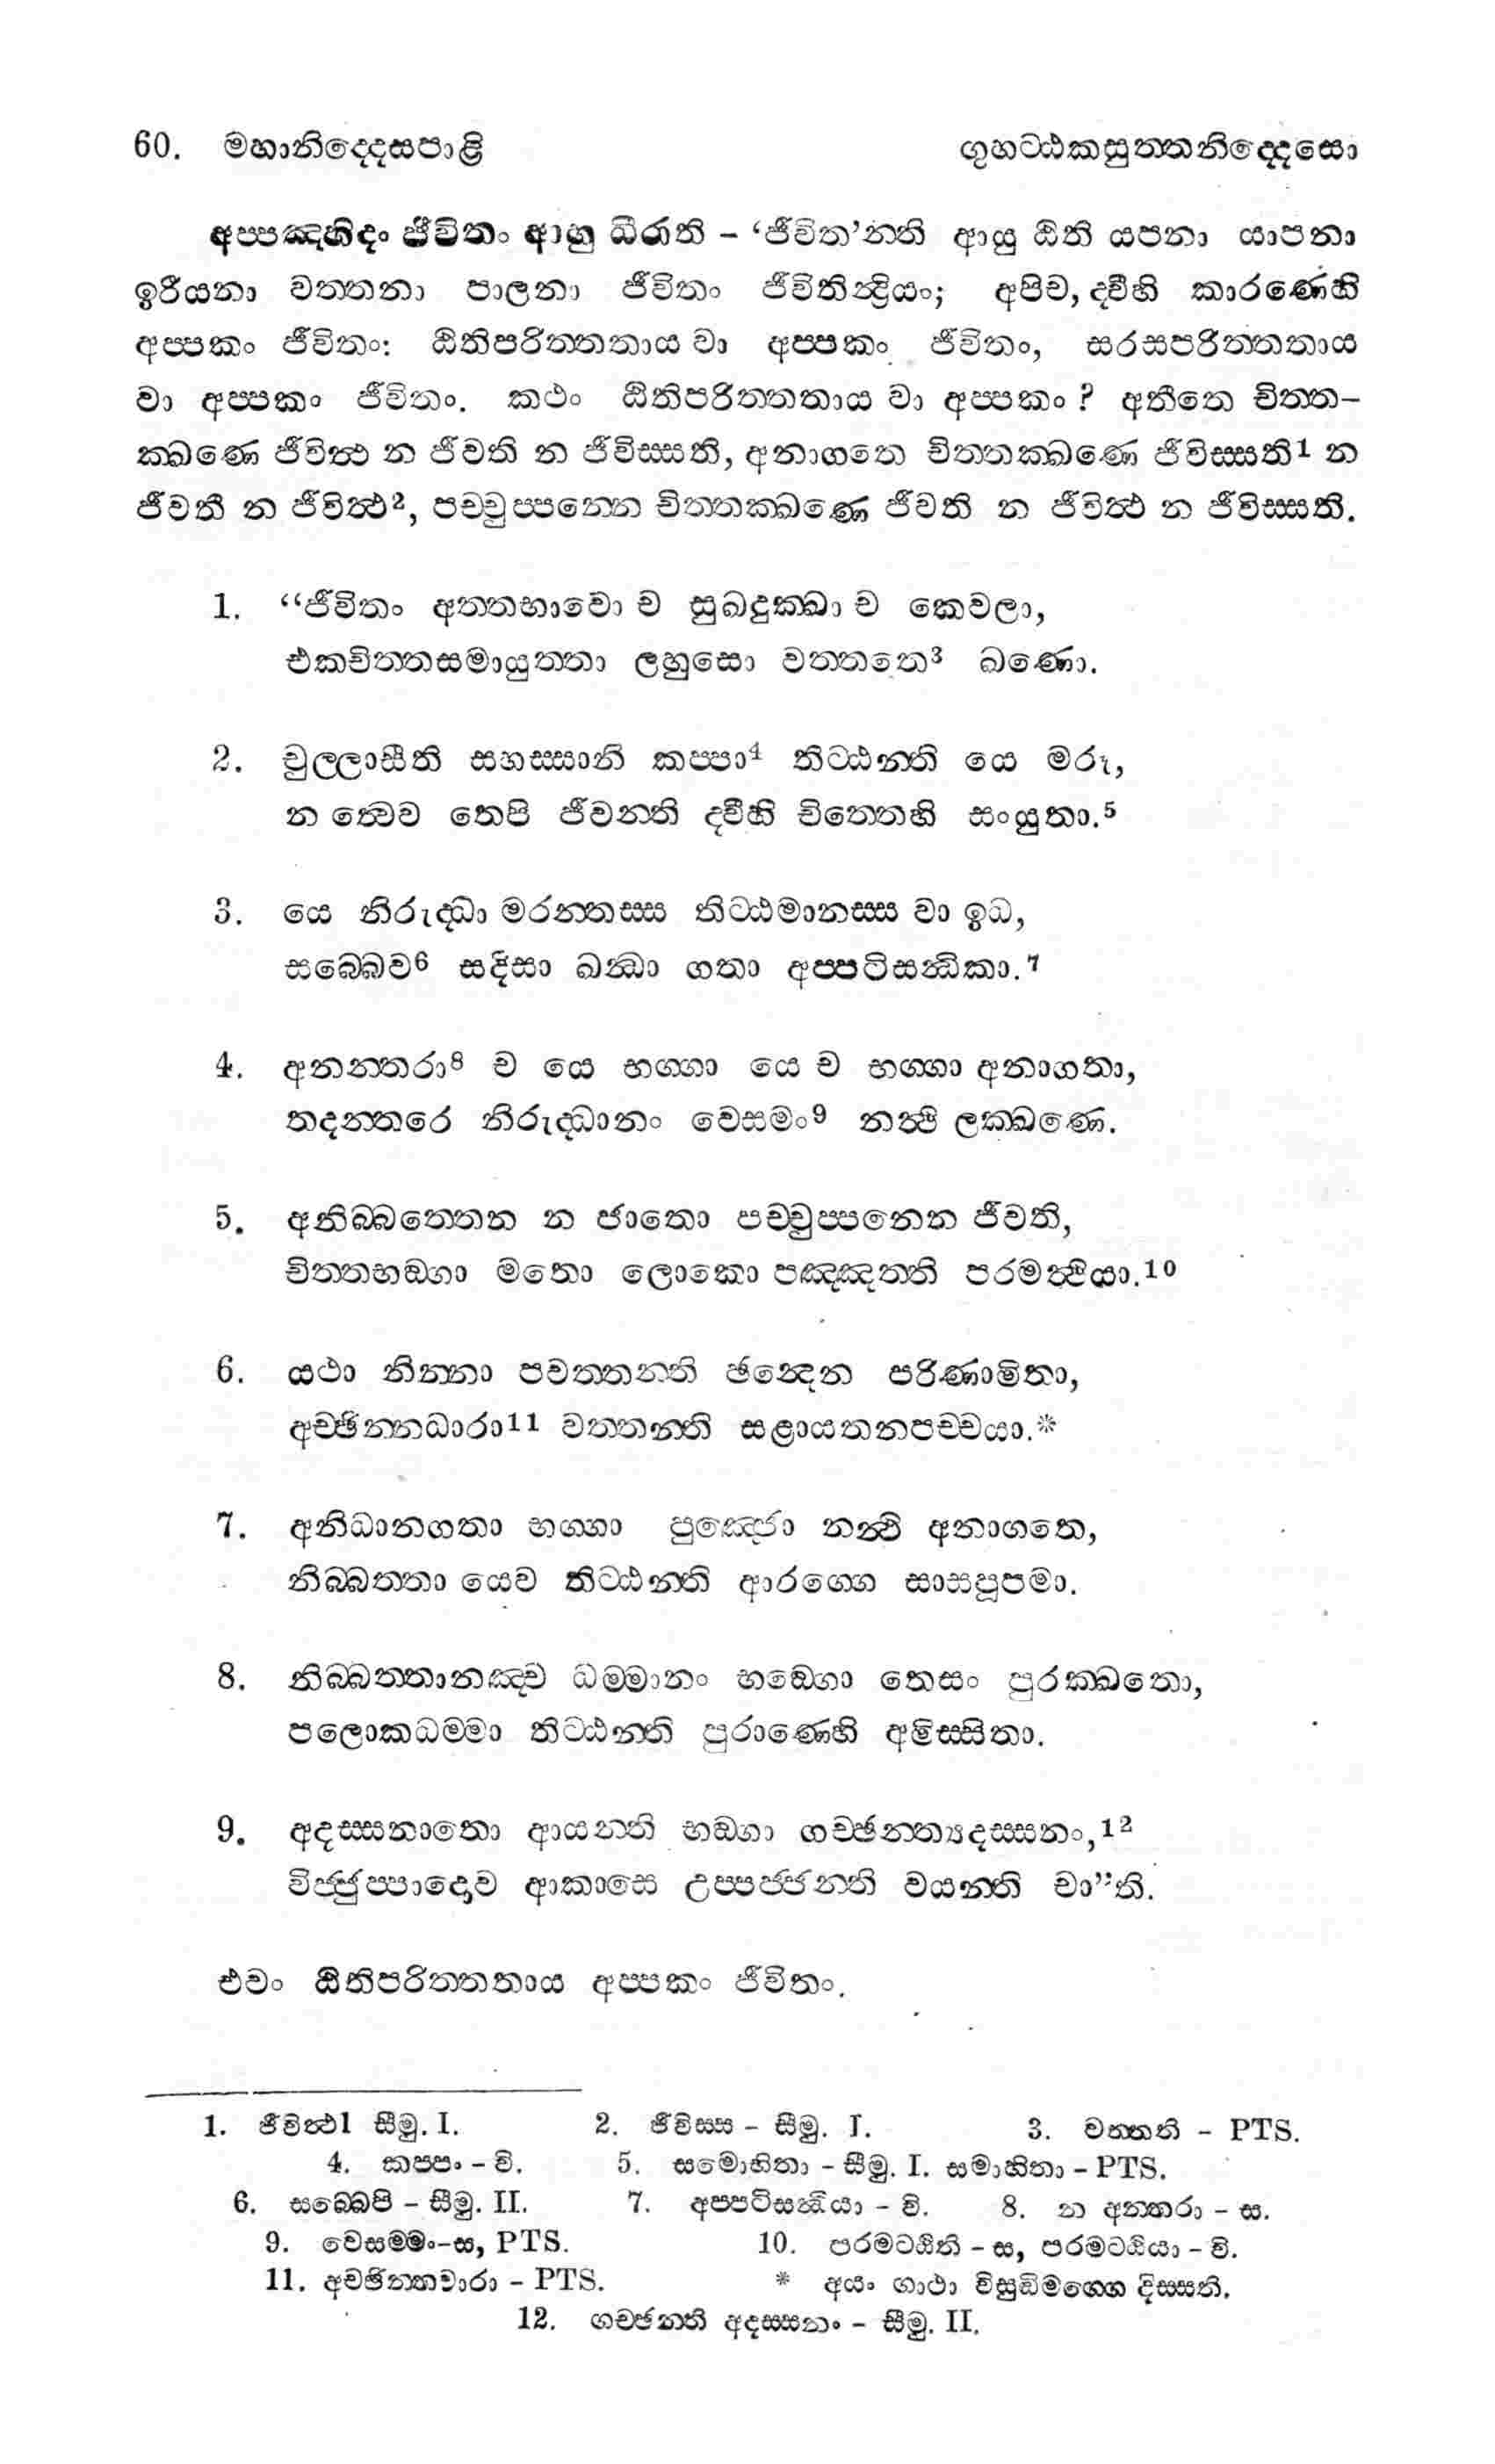 60. මහානිද්දෙසපාළි ගුහට්ඨකසුත්තනිද්දෙසො
අප්පඤ්හිදං ජීවිතං ආහු ධීරාති – ‘ජීවිත’න්ති ආයු ඨිති යපනා යාපනා
ඉරීයනා වත්තනා පාලනා ජීවිතං ජීවිතින්ද්‍රියං; අපිච, ද්වීහි කාරණෙහි
අප්පකං ජීවිතං: ඨිතිපරිත්තතාය වා අප්පකං ජීවිතං, සරසපරිත්තතාය
වා අප්පකං ජීවිතං. කථං ඨිතිපරිත්තතාය වා අප්පකං ? අතීතෙ චිත්ත–
ක්ඛණෙ ජීවිත්ථ න ජීවති න ජීවිස්සති, අනාගතෙ චිත්තක්ඛණෙ ජීවිස්සති1 න
ජීවති න ජීවිත්ථ2, පච්චුප්පන්නෙ චිත්තක්ඛණෙ ජීවති න ජීවිත්ථ න ජීවිස්සති.
1. “ජීවිතං අත්තභාවො ච සුඛදුක්ඛා ච කෙවලා,
එකචිත්තසමායුත්තා ලහුසො වත්තතෙ3 ඛණො.
2. චුල්ලාසීති සහස්සානි කප්පා4 තිට්ඨන්ති යෙ මරූ,
න ත්වෙව තෙපි ජීවන්ති ද්වීහි චිත්තෙහි සංයුතා.5
3. යෙ නිරුද්ධා මරන්තස්ස තිට්ඨමානස්ස වා ඉධ,
සබ්බෙව6 සදිසා ඛන්ධා ගතා අප්පටිසන්ධිකා.7
4. අනන්තරා8 ච යෙ භග්ගා යෙ ච භග්ගා අනාගතා,
තදන්තරෙ නිරුද්ධානං වෙසමං9 නත්ථි ලක්ඛණෙ.
5. අනිබ්බත්තෙන න ජාතො පච්චුප්පනෙන ජීවති,
චිත්තභඞ්ගා මතො ලොකො පඤ්ඤත්ති පරමත්ථියා.10
6. යථා නින්නා පවත්තන්ති ඡන්දෙන පරිණාමිතා,
අච්ඡින්නධාරා11 වත්තන්ති සළායතනපච්චයා.*
7. අනිධානගතා භග්ගා පුඤ්ජො නත්ථි අනාගතෙ,
නිබ්බත්තා යෙව තිට්ඨන්ති ආරග්ගෙ සාසපූපමා.
8. නිබ්බත්තානඤ්ච ධම්මානං භඞ්ගො තෙසං පුරක්ඛතො,
පලොකධම්මා තිට්ඨන්ති පුරාණෙහි අමිස්සිතා.
9. අදස්සනාතො ආයන්ති භඞ්ගා ගච්ඡන්ත්‍යදස්සනං,12
විජ්ජුප්පාදොව ආකාසෙ උප්පජ්ජන්ති වයන්ති චා”ති.
එවං ඨිතිපරිත්තතාය අප්පකං ජීවිතං.
1. ජීවිත්ථ1 සීමු. I. 2. ජීවිස්ස – සීමු. I. 3. වත්තති – PTS.
4. කප්පං – වි. 5. සමොහිතා – සීමු. I. සමාහිතා – PTS.
6. සබ්බෙපි – සීමු. II. 7. අප්පටිසන්ධියා – වි. 8. න අන්තරා – ස.
9. වෙසම්මං–ස, PTS. 10. පරමට්ඨිති – ස, පරමට්ඨියා – වි.
11. අච්ඡින්නවාරා – PTS. * අයං ගාථා විසුද්ධිමග්ගෙ දිස්සති.
12. ගච්ඡන්ති අදස්සනං – සීමු. II.